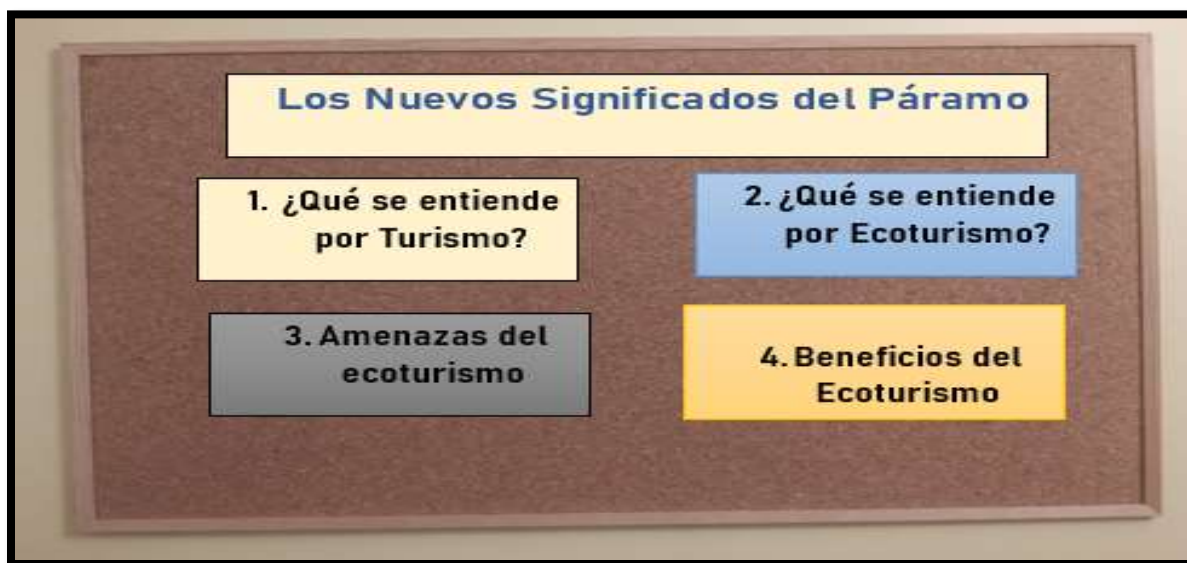 Los Nuevos Significados del Páramo
1. ¿Qué se entiende
por Turismo?
2. ¿Qué se entiende
por Ecoturismo?
3. Amenazas del
ecoturismo
4. Beneficios del
Ecoturismo